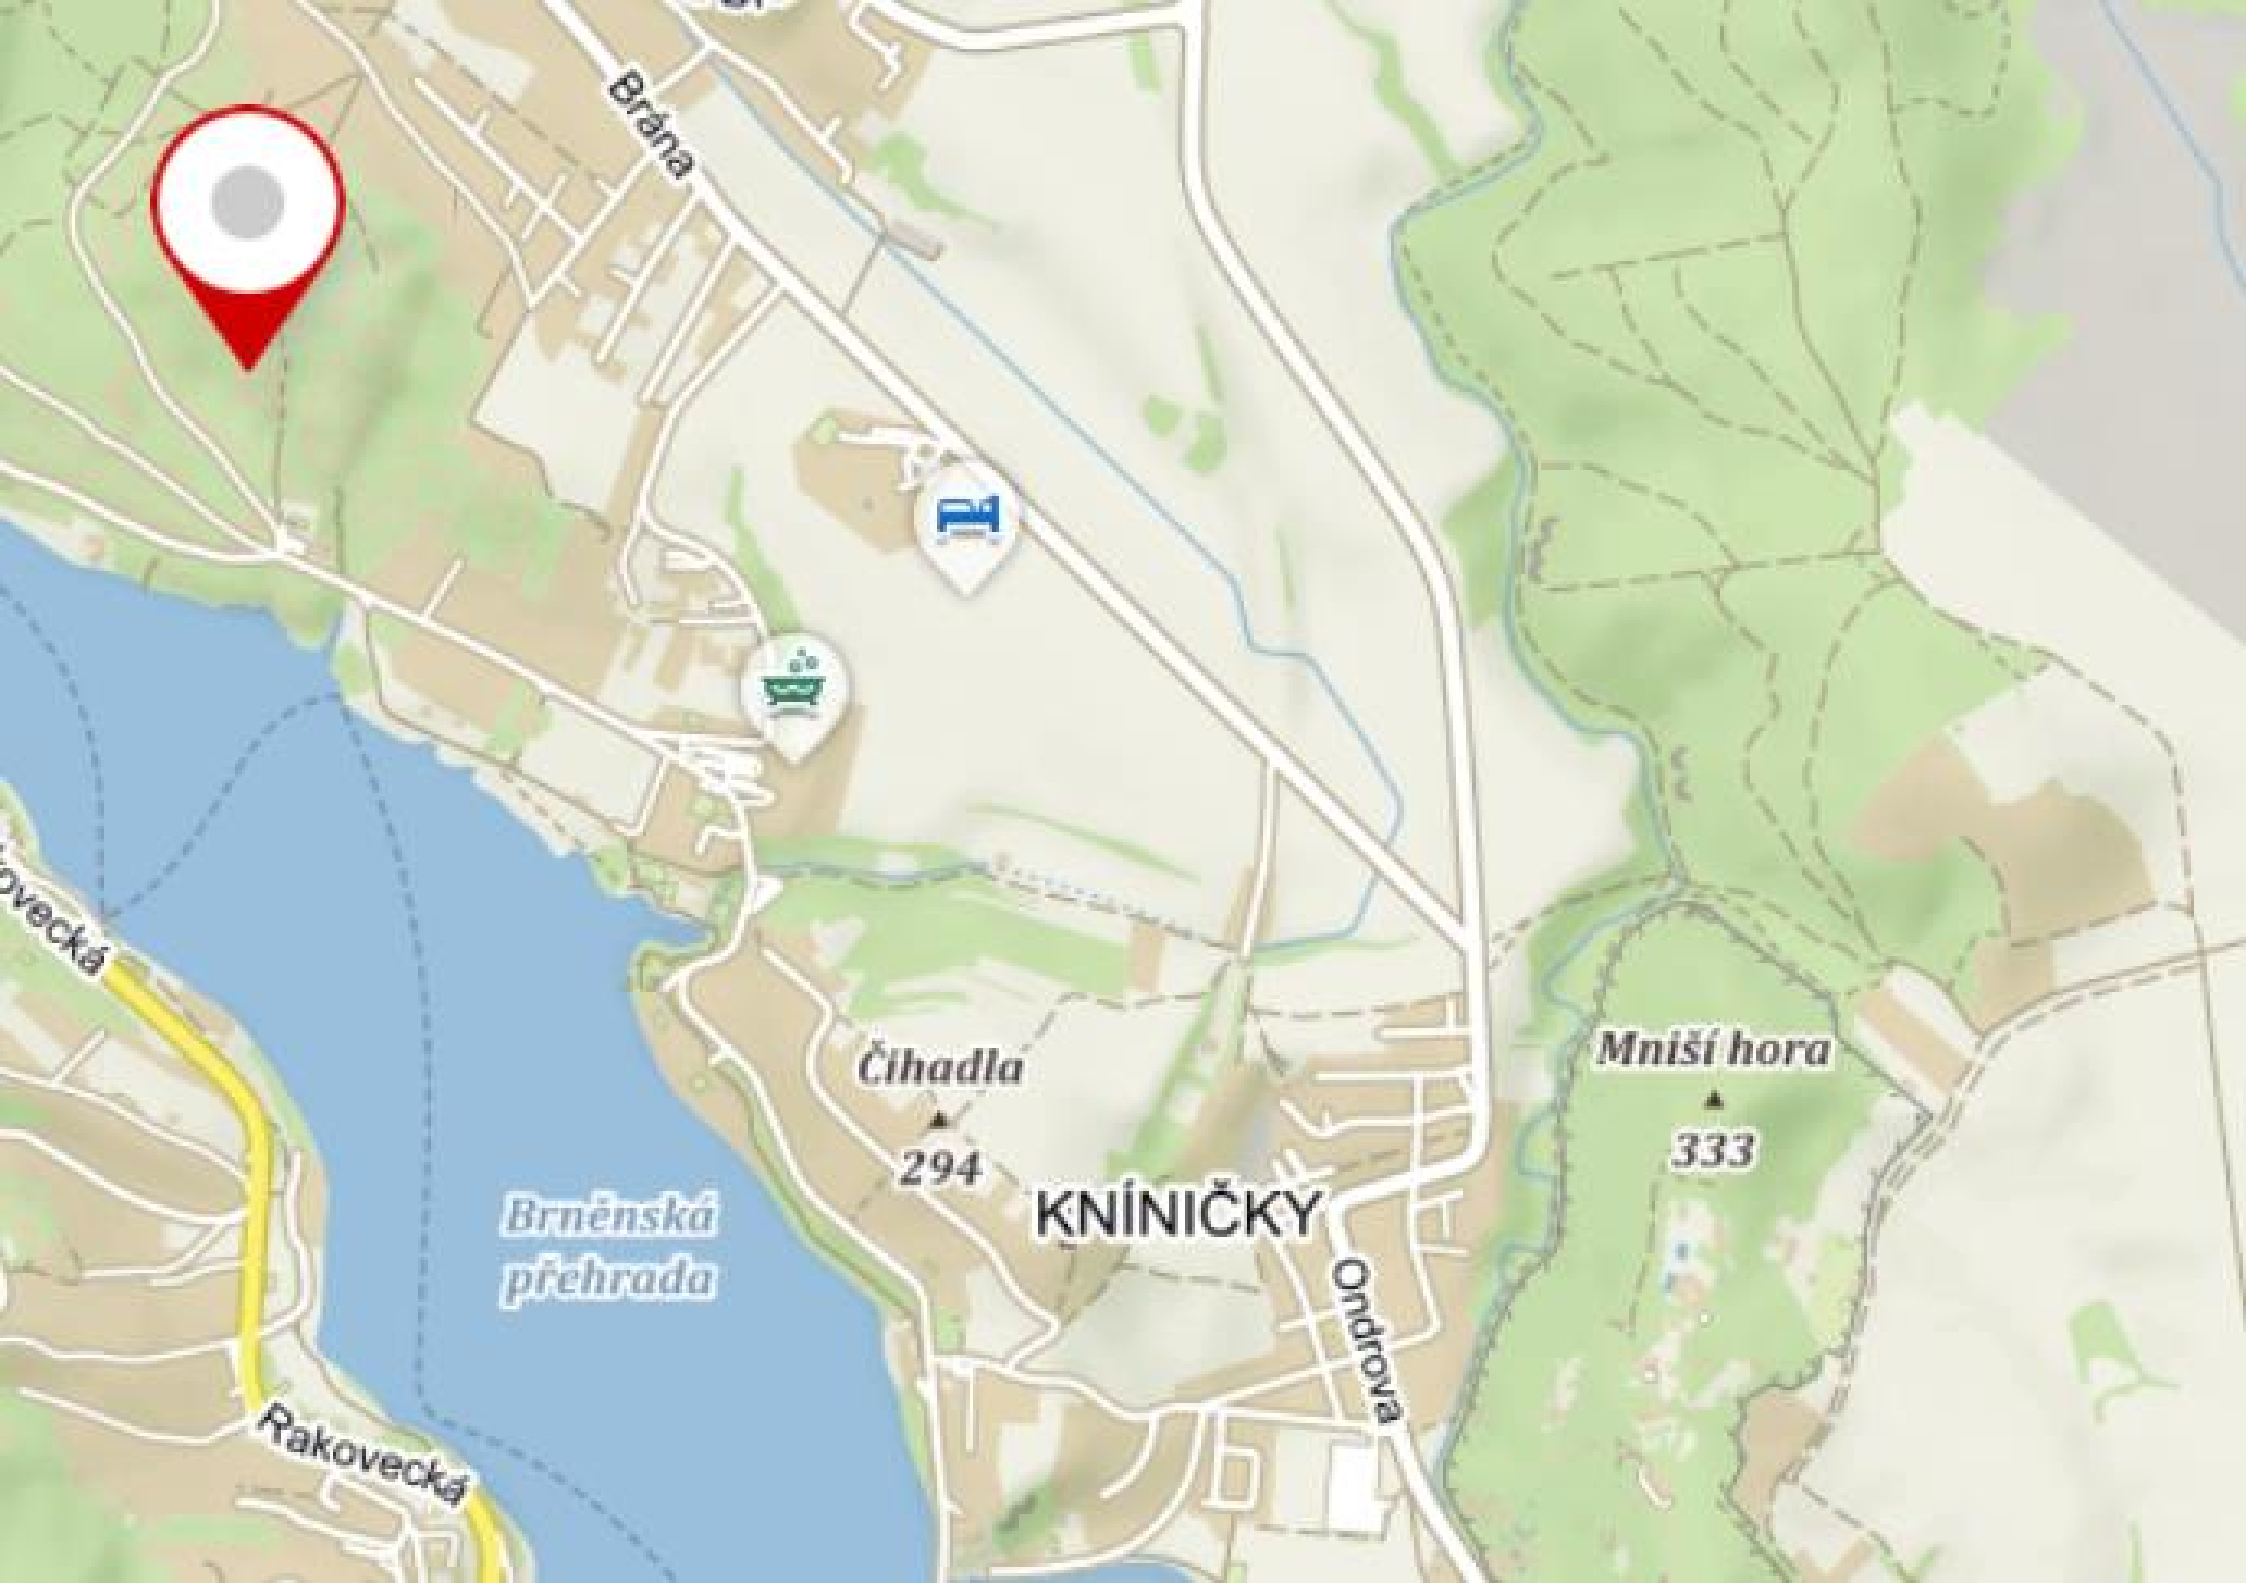 Brána
ovecká
Čihadla
294
Mniší hora
333
KNÍNIČKY
Brněnská
přehrada
Ondrova
Rakovecká